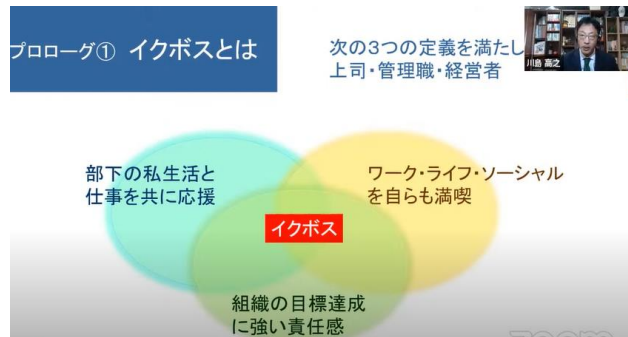 プロローグ① イクボスとは
次の3つの定義を満たし
上司・管理職・経営者
川島 高之
部下の私生活と
仕事を共に応援
ワーク・ライフ・ソーシャル
を自らも満喫
イクボス
組織の目標達成
に強い責任感
zoom